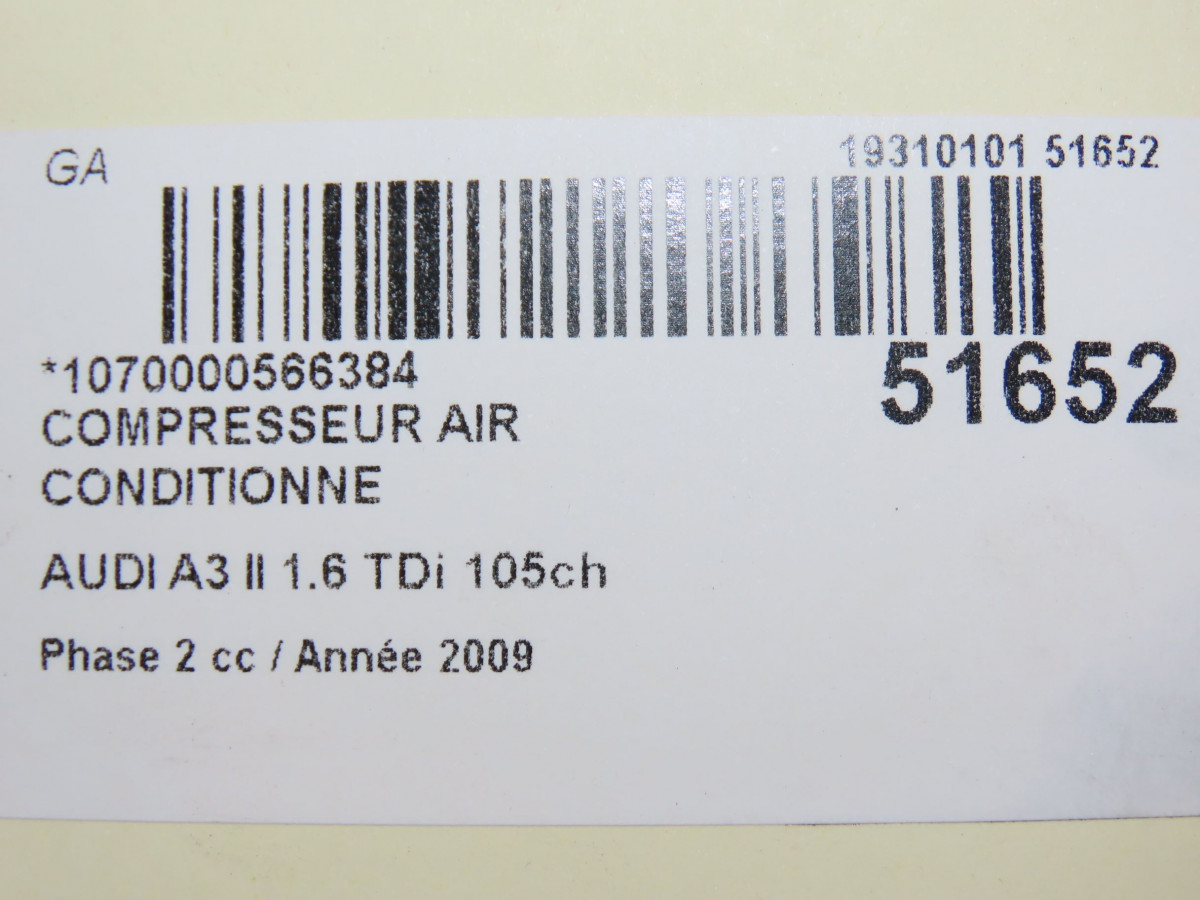 GA
19310101 51652
*1070000566384
51652
COMPRESSEUR AIR
CONDITIONNE
AUDI A3 II 1.6 TDi 105ch
Phase 2 cc / Année 2009